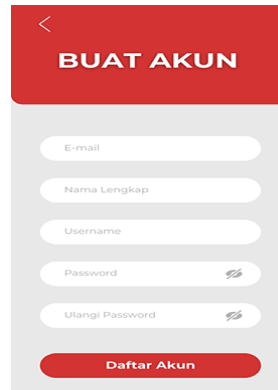 BUAT AKUN
E-mail
Nama Lengkap
Username
Password
Ulangi Password
Daftar Akun